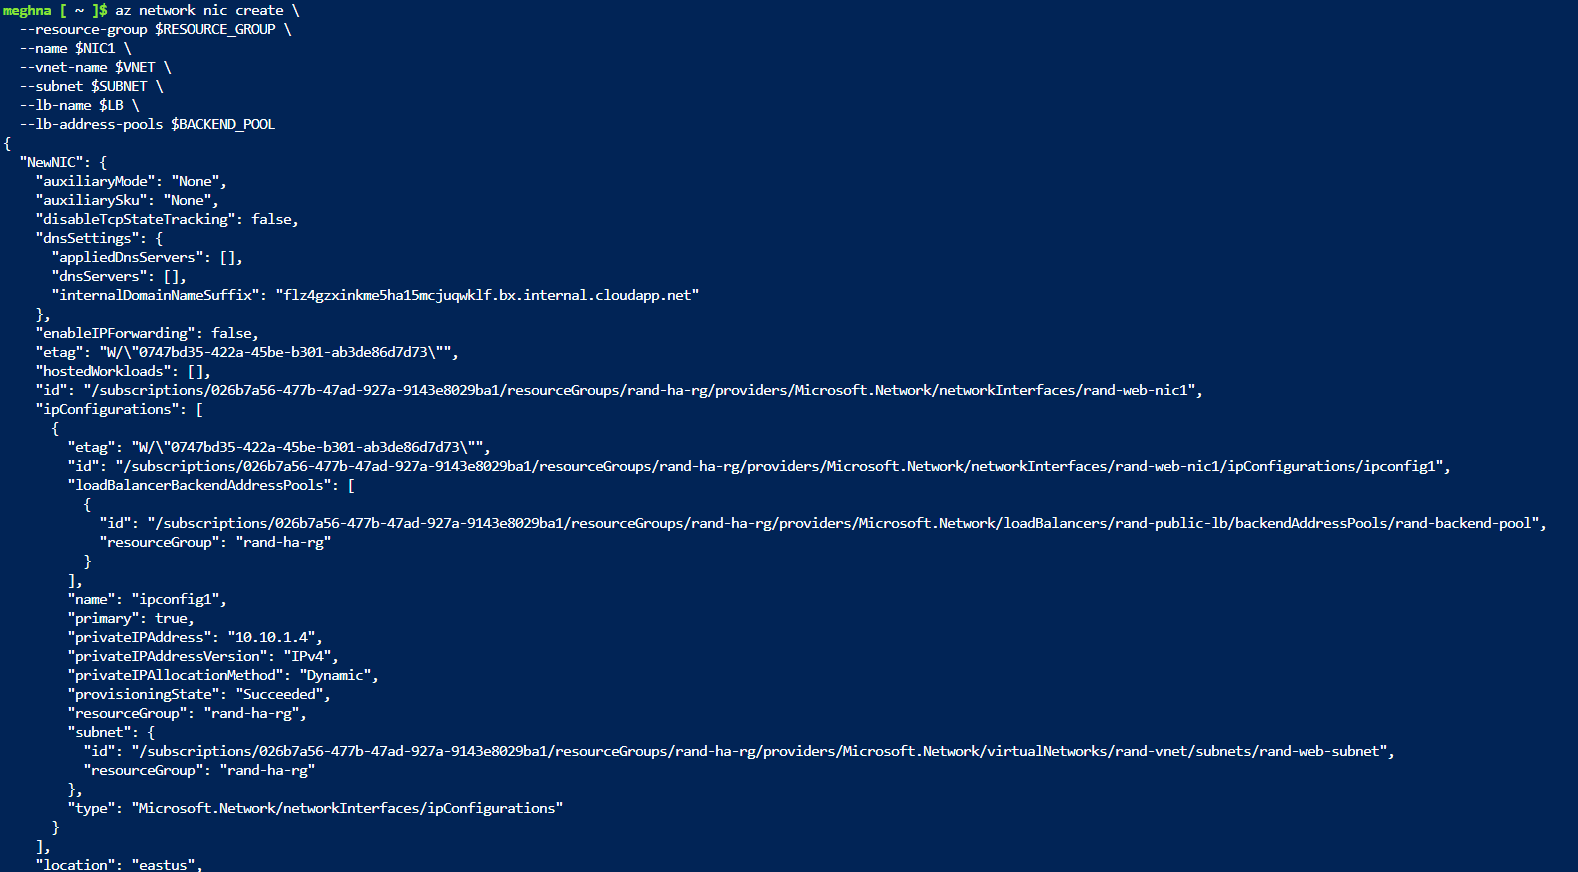 meghna [ ~ ]$ az network nic create \
--resource-group $RESOURCE_GROUP \
--name $NIC1 \
--vnet-name $VNET \
--subnet $SUBNET \
--lb-name $LB \
--lb-address-pools $BACKEND_POOL
{
"NewNIC": {
"auxiliaryMode": "None",
"auxiliarySku": "None",
"disableTcpStateTracking": false,
"dnsSettings": {
"appliedDnsServers": [],
"dnsServers": [],
"internalDomainNameSuffix": "flz4gzxinkme5ha15mcjuqwklf.bx.internal.cloudapp.net"
},
"enableIPForwarding": false,
"etag": "W/\"0747bd35-422a-45be-b301-ab3de86d7d73\"",
"hostedWorkloads": [],
"id": "/subscriptions/026b7a56-477b-47ad-927a-9143e8029ba1/resourceGroups/rand-ha-rg/providers/Microsoft.Network/networkInterfaces/rand-web-nic1",
"ipConfigurations": [
{
"etag": "W/\"0747bd35-422a-45be-b301-ab3de86d7d73\"",
"id": "/subscriptions/026b7a56-477b-47ad-927a-9143e8029ba1/resourceGroups/rand-ha-rg/providers/Microsoft.Network/networkInterfaces/rand-web-nic1/ipConfigurations/ipconfig1",
"loadBalancerBackendAddressPools": [
{
"id": "/subscriptions/026b7a56-477b-47ad-927a-9143e8029ba1/resourceGroups/rand-ha-rg/providers/Microsoft.Network/loadBalancers/rand-public-lb/backendAddressPools/rand-backend-pool",
"resourceGroup": "rand-ha-rg"
}
],
"name": "ipconfig1",
"primary": true,
"privateIPAddress": "10.10.1.4",
"privateIPAddressVersion": "IPv4",
"privateIPAllocationMethod": "Dynamic",
"provisioningState": "Succeeded",
"resourceGroup": "rand-ha-rg",
"subnet": {
"id": "/subscriptions/026b7a56-477b-47ad-927a-9143e8029ba1/resourceGroups/rand-ha-rg/providers/Microsoft.Network/virtualNetworks/rand-vnet/subnets/rand-web-subnet",
"resourceGroup": "rand-ha-rg"
},
"type": "Microsoft.Network/networkInterfaces/ipConfigurations"
}
],
"location": "eastus",